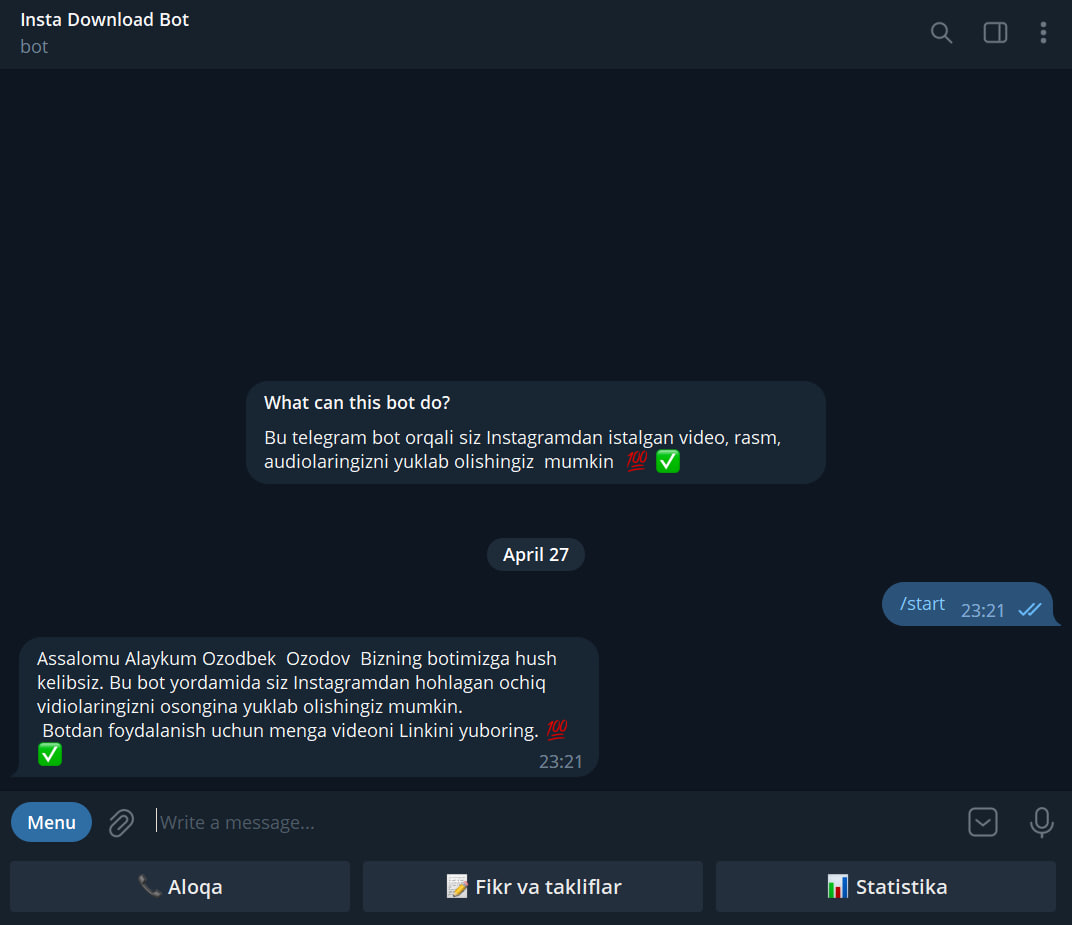 Insta Download Bot
bot
What can this bot do?
Bu telegram bot orqali siz Instagramdan istalgan video, rasm,
audiolaringizni yuklab olishingiz  mumkin 💯 ✅
April 27
/start 23:21
Assalomu Alaykum Ozodbek  Ozodov  Bizning botimizga hush
kelibsiz. Bu bot yordamida siz Instagramdan hohlagan ochiq
vidiolaringizni osongina yuklab olishingiz mumkin.
Botdan foydalanish uchun menga videoni Linkini yuboring. 💯
✅ 23:21
Menu Write a message...
📞 Aloqa 📝 Fikr va takliflar 📊 Statistika